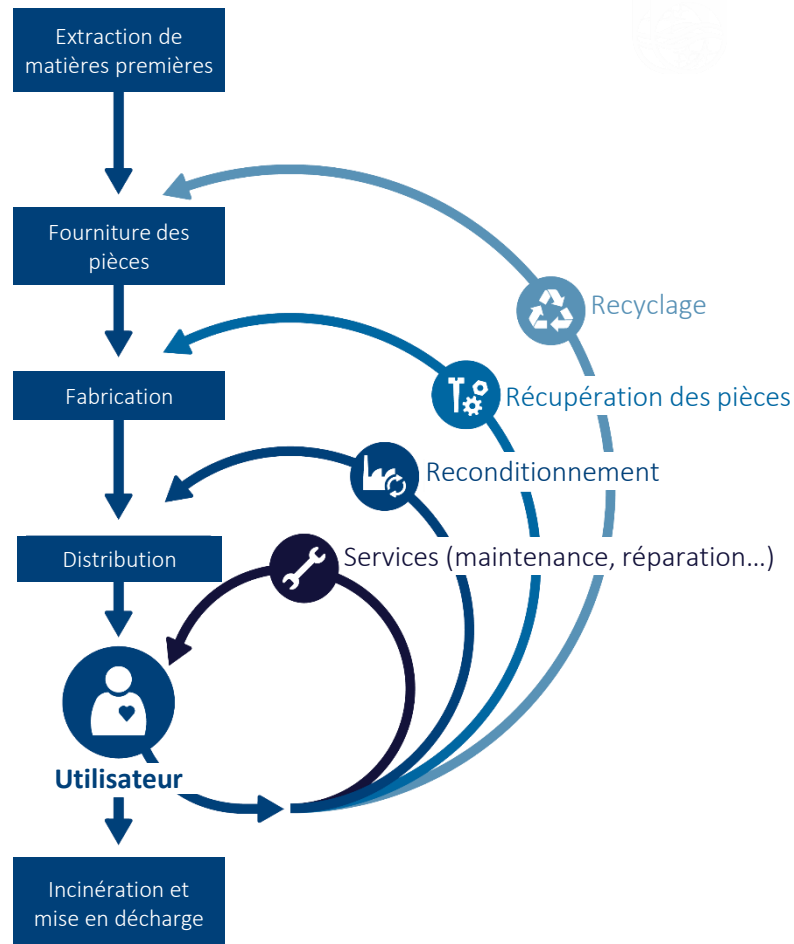 Extraction de
matières premières
Fourniture des
pièces
Recyclage
Fabrication
Récupération des pièces
Reconditionnement
Distribution
Services (maintenance, réparation…)
Utilisateur
Incinération et
mise en décharge